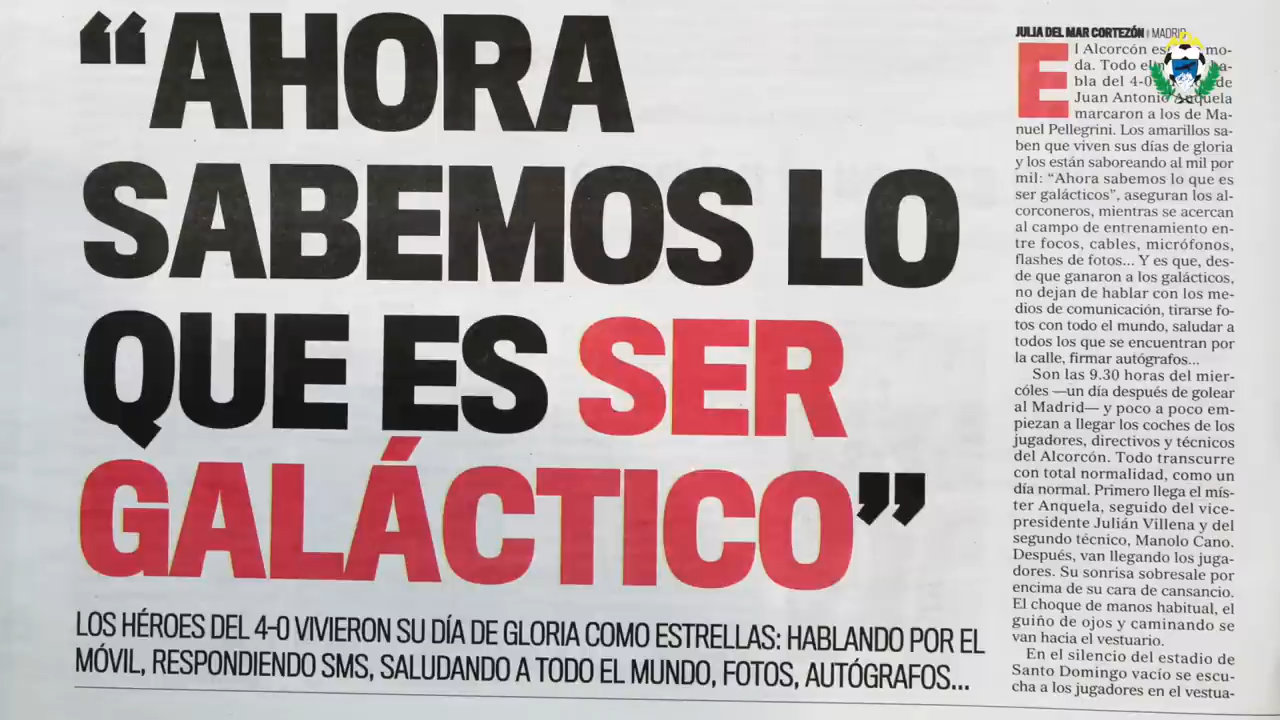 “AHORA
SABEMOS LO
QUE ES SER
GALÁCTICO”
LOS HÉROES DEL 4-0 VIVIERON SU DÍA DE GLORIA COMO ESTRELLAS: HABLANDO POR EL
MÓVIL, RESPONDIENDO SMS, SALUDANDO A TODO EL MUNDO, FOTOS, AUTÓGRAFOS...
JULIA DEL MAR CORTEZÓN | MADRID
El Alcorcón es mo-
da. Todo el
bla del 4-0 de
Juan Antonio Anquela
marcaron a los de Ma-
nuel Pellegrini. Los amarillos sa-
ben que viven sus días de gloria
y los están saboreando al mil por
mil: “Ahora sabemos lo que es
ser galácticos”, aseguran los al-
corconeros, mientras se acercan
al campo de entrenamiento en-
tre focos, cables, micrófonos,
flashes de fotos... Y es que, des-
de que ganaron a los galácticos,
no dejan de hablar con los me-
dios de comunicación, tirarse fo-
tos con todo el mundo, saludar a
todos los que se encuentran por
la calle, firmar autógrafos...
Son las 9.30 horas del miér-
coles —un día después de golear
al Madrid— y poco a poco em-
piezan a llegar los coches de los
jugadores, directivos y técnicos
del Alcorcón. Todo transcurre
con total normalidad, como un
día normal. Primero llega el mís-
ter Anquela, seguido del vice-
presidente Julián Villena y del
segundo técnico, Manolo Cano.
Después, van llegando los juga-
dores. Su sonrisa sobresale por
encima de su cara de cansancio.
El choque de manos habitual, el
guiño de ojos y caminando se
van hacia el vestuario.
En el silencio del estadio de
Santo Domingo vacío se escu-
cha a los jugadores en el vestua-